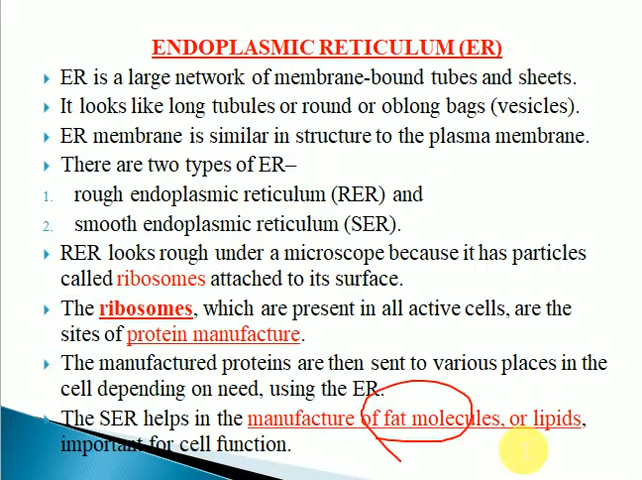 ENDOPLASMIC RETICULUM (ER)
ER is a large network of membrane-bound tubes and sheets.
It looks like long tubules or round or oblong bags (vesicles).
ER membrane is similar in structure to the plasma membrane.
There are two types of ER–
1. rough endoplasmic reticulum (RER) and
2. smooth endoplasmic reticulum (SER).
RER looks rough under a microscope because it has particles
called ribosomes attached to its surface.
The ribosomes, which are present in all active cells, are the
sites of protein manufacture.
The manufactured proteins are then sent to various places in the
cell depending on need, using the ER.
The SER helps in the manufacture of fat molecules, or lipids,
important for cell function.